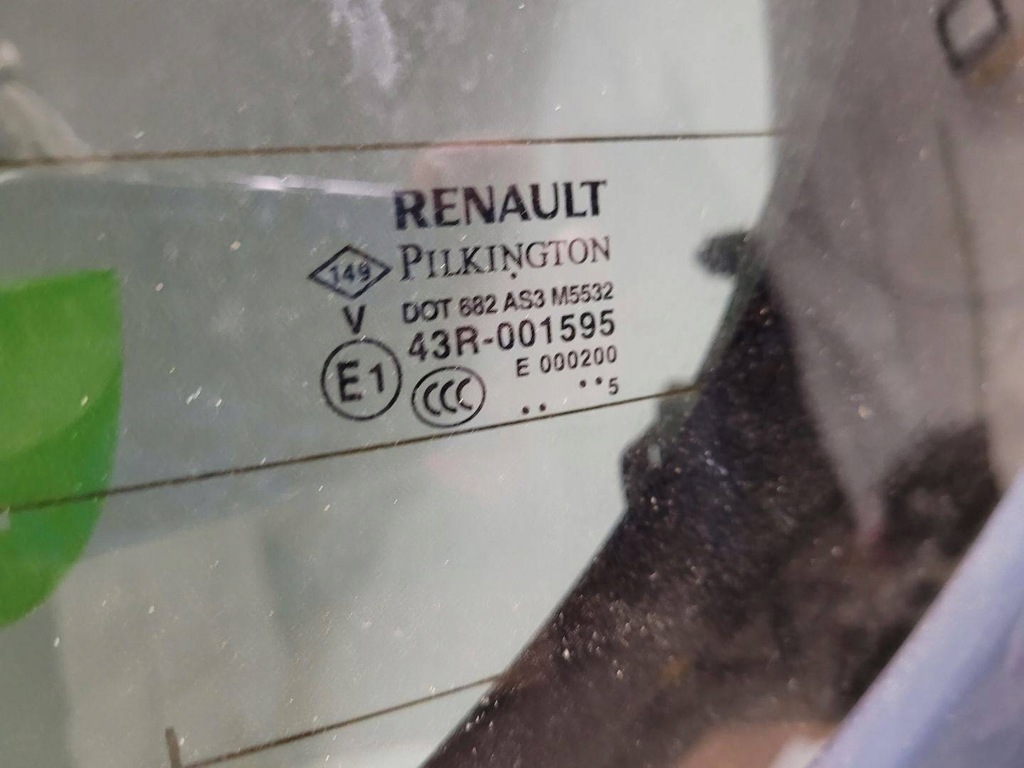 RENAULT
149 PILKINGTON
V DOT 682 AS3 M5532
43R-001595
E1 CCC E 000200
.. ..5